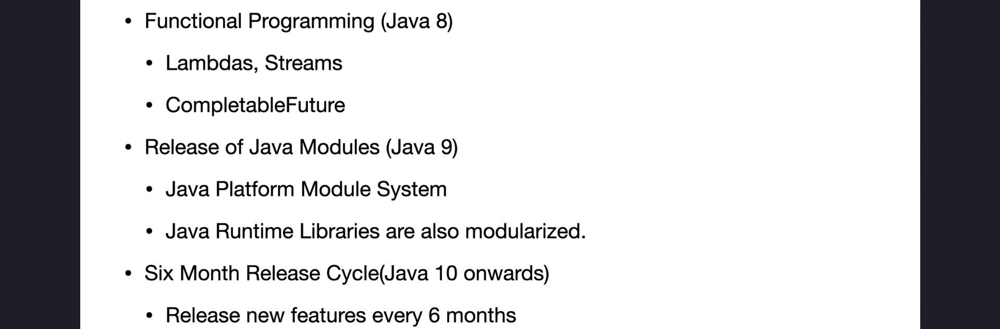 • Functional Programming (Java 8)
• Lambdas, Streams
• CompletableFuture
• Release of Java Modules (Java 9)
• Java Platform Module System
• Java Runtime Libraries are also modularized.
• Six Month Release Cycle(Java 10 onwards)
• Release new features every 6 months